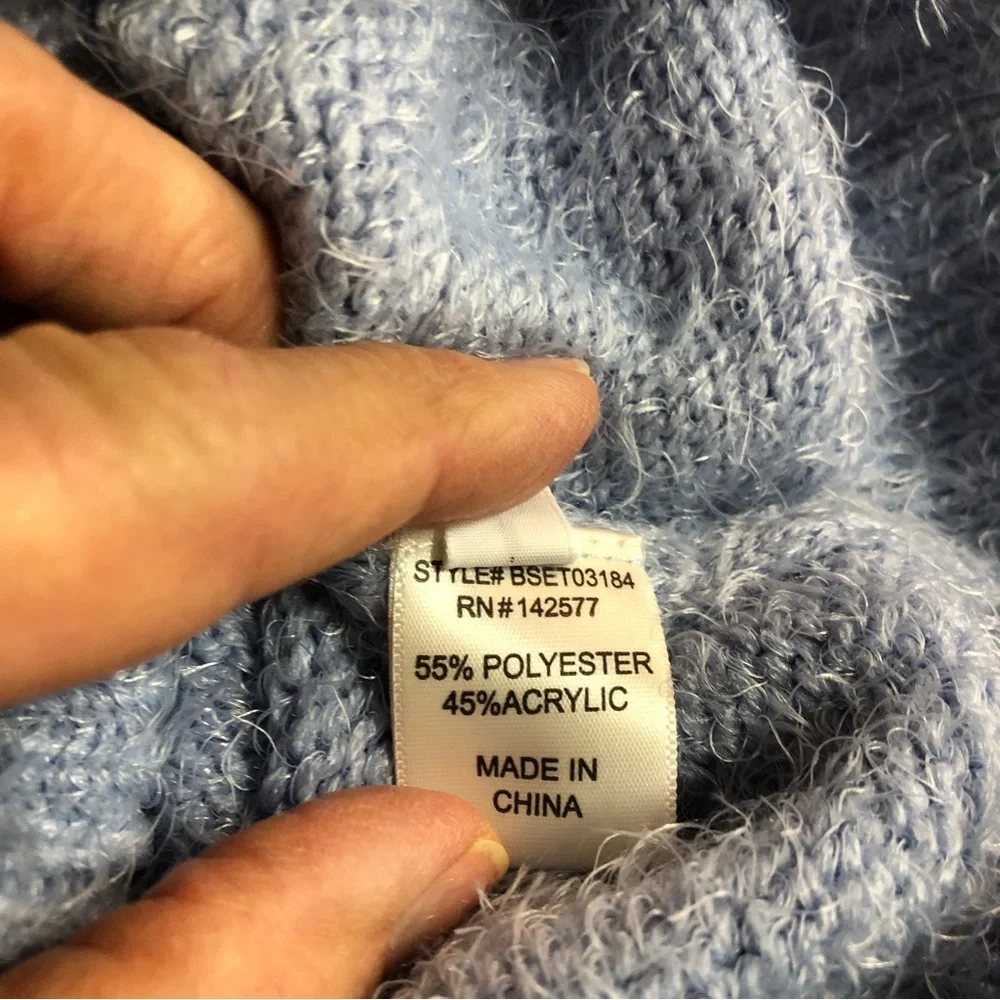 STYLE# BSET03184
RN#142577
55% POLYESTER
45%ACRYLIC
MADE IN
CHINA